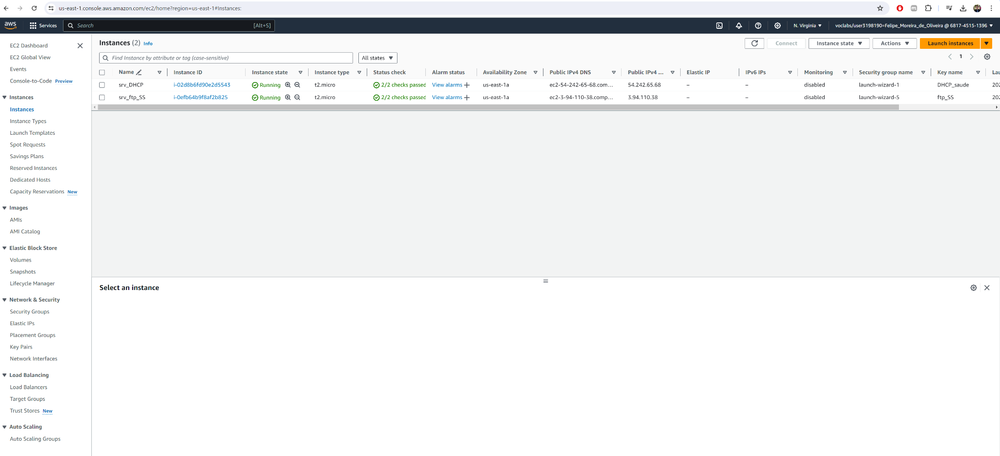 us-east-1.console.aws.amazon.com/ec2/home?region=us-east-1#Instances:
aws Services Search [Alt+S] N. Virginia voclabs/user3198190=Felipe_Moreira_de_Oliveira @ 6817-4515-1396
EC2 Dashboard
EC2 Global View
Events
Console-to-Code Preview
Instances
Instances
Instance Types
Launch Templates
Spot Requests
Savings Plans
Reserved Instances
Dedicated Hosts
Capacity Reservations New
Images
AMIs
AMI Catalog
Elastic Block Store
Volumes
Snapshots
Lifecycle Manager
Network & Security
Security Groups
Elastic IPs
Placement Groups
Key Pairs
Network Interfaces
Load Balancing
Load Balancers
Target Groups
Trust Stores New
Auto Scaling
Auto Scaling Groups
Instances (2) Info Connect Instance state Actions Launch instances
Find Instance by attribute or tag (case-sensitive) All states 1
Name Instance ID Instance state Instance type Status check Alarm status Availability Zone Public IPv4 DNS Public IPv4 ... Elastic IP IPv6 IPs Monitoring Security group name Key name Lau
srv_DHCP i-02d8b6fd90e2d5543 Running t2.micro 2/2 checks passed View alarms + us-east-1a ec2-54-242-65-68.com... 54.242.65.68 – – disabled launch-wizard-1 DHCP_saude 202
srv_ftp_SS i-0efb64b9f8af2b825 Running t2.micro 2/2 checks passed View alarms + us-east-1a ec2-3-94-110-38.comp... 3.94.110.38 – – disabled launch-wizard-5 ftp_SS 202
Select an instance